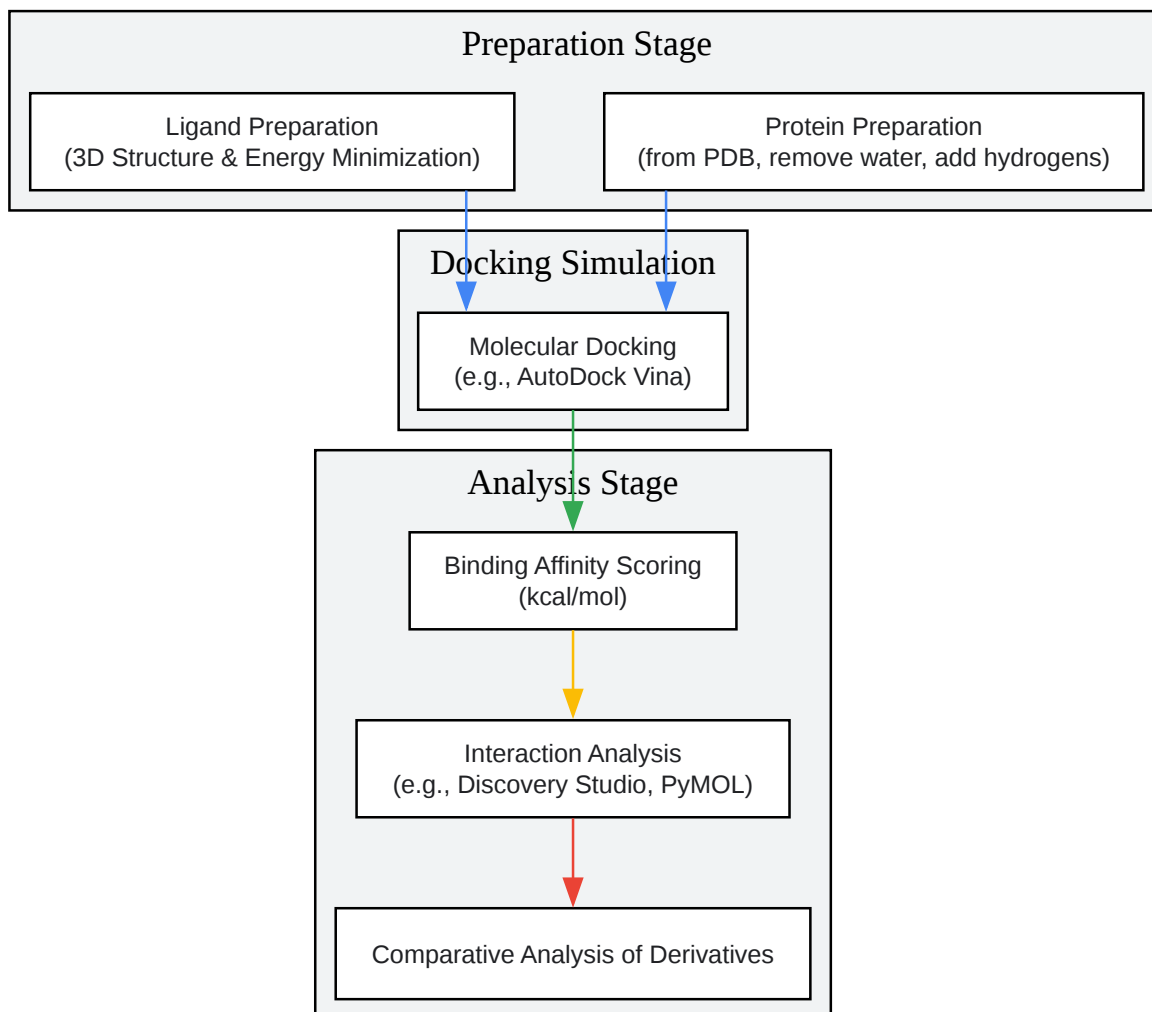 Preparation Stage
Ligand Preparation
(3D Structure & Energy Minimization)
Protein Preparation
(from PDB, remove water, add hydrogens)
Docking Simulation
Molecular Docking
(e.g., AutoDock Vina)
Analysis Stage
Binding Affinity Scoring
(kcal/mol)
Interaction Analysis
(e.g., Discovery Studio, PyMOL)
Comparative Analysis of Derivatives